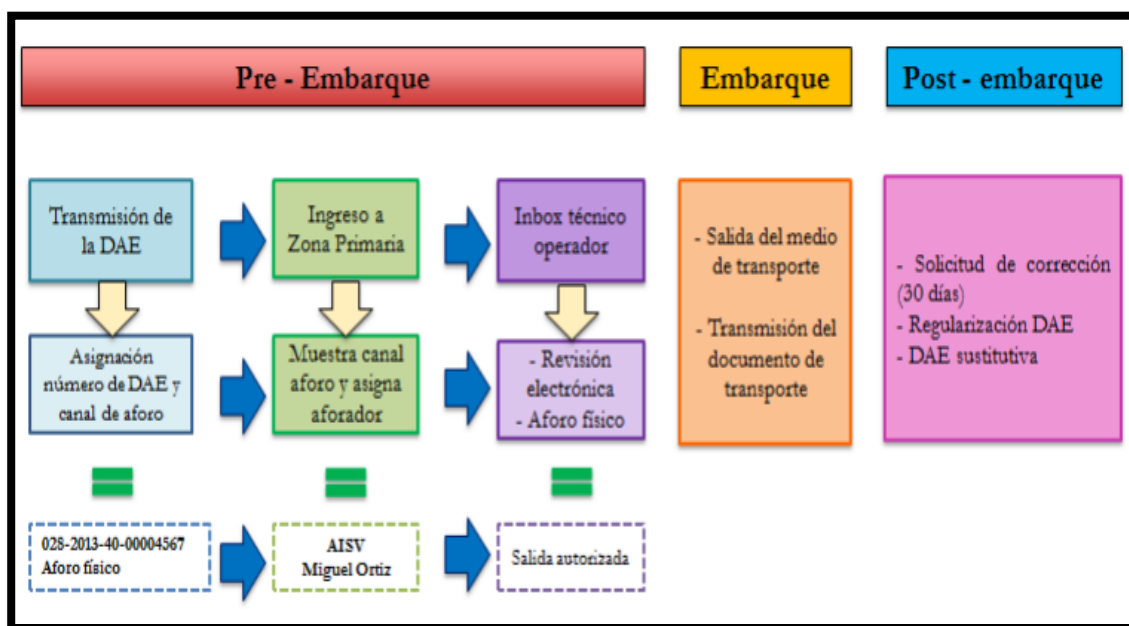 Pre - Embarque
Embarque
Post - embarque
Transmisión de
la DAE
Ingreso a
Zona Primaria
Inbox técnico
operador
Asignación
número de DAE y
canal de aforo
Muestra canal
aforo y asigna
aforador
- Revisión
electrónica
- Aforo físico
028-2013-40-00004567
Aforo físico
AISV
Miguel Ortiz
Salida autorizada
- Salida del medio
de transporte
- Transmisión del
documento de
transporte
- Solicitud de corrección
(30 días)
- Regularización DAE
- DAE sustitutiva